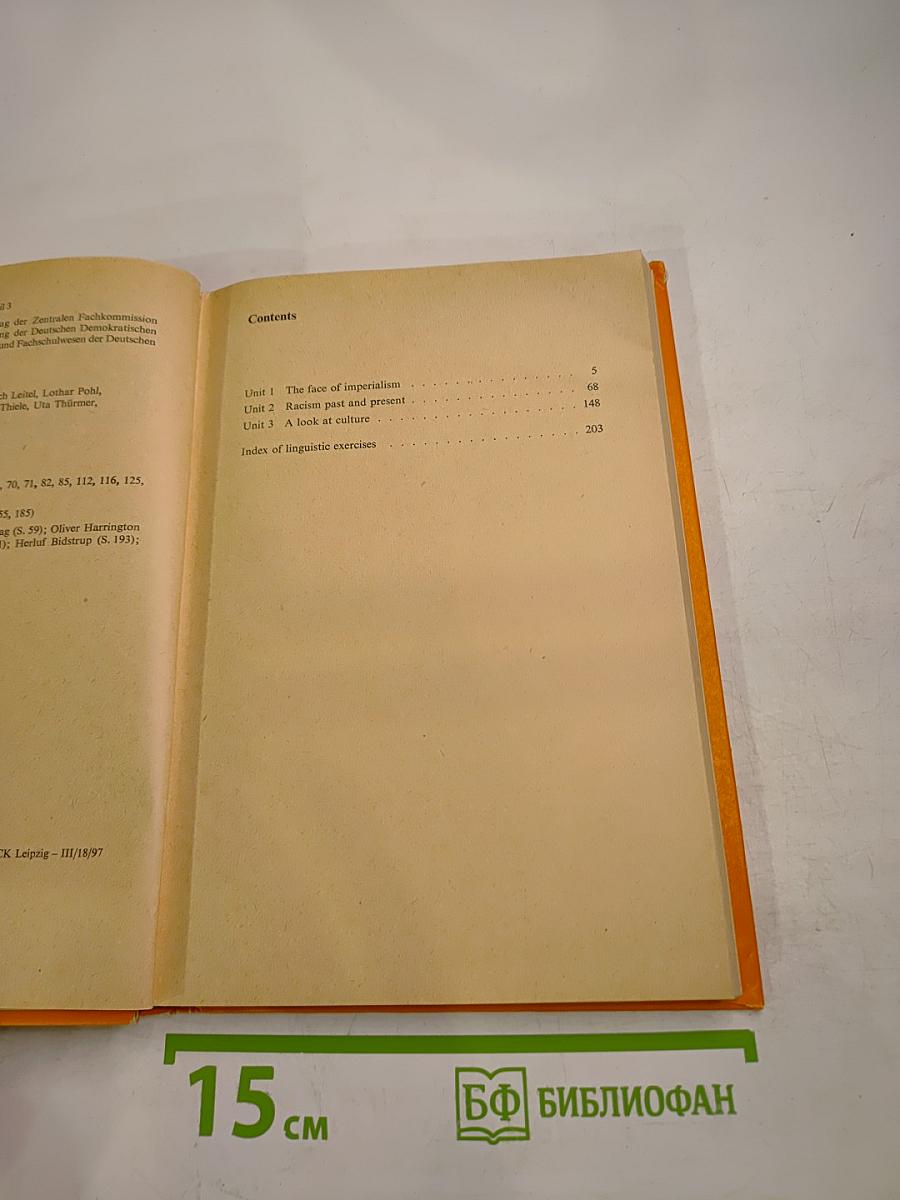 il 3
ag der Zentralen Fachkommission
ng der Deutschen Demokratischen
und Fachschulwesen der Deutschen
ch Leitel, Lothar Pohl,
Thiele, Uta Thürmer,
, 70, 71, 82, 85, 112, 116, 125,
55, 185)
ag (S. 59); Oliver Harrington
); Herluf Bidstrup (S. 193);
CK Leipzig – III/18/97
Contents
Unit 1 The face of imperialism . . . . . . . . . . . . . . 5
Unit 2 Racism past and present . . . . . . . . . . . . . . 68
Unit 3 A look at culture . . . . . . . . . . . . . . . . 148
Index of linguistic exercises . . . . . . . . . . . . . . . 203
15 см
БФ БИБЛИОФАН